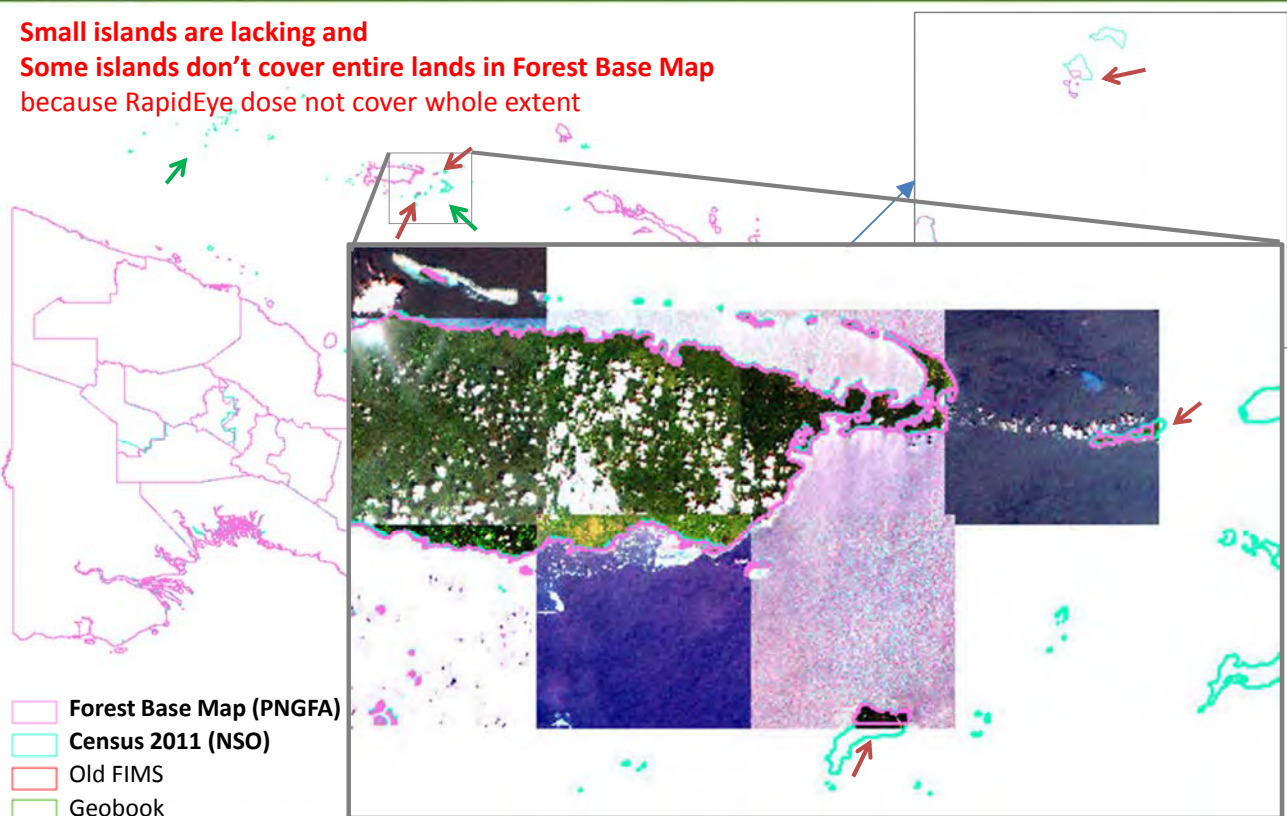 Small islands are lacking and
Some islands don't cover entire lands in Forest Base Map
because RapidEye dose not cover whole extent
Forest Base Map (PNGFA)
Census 2011 (NSO)
Old FIMS
Geobook